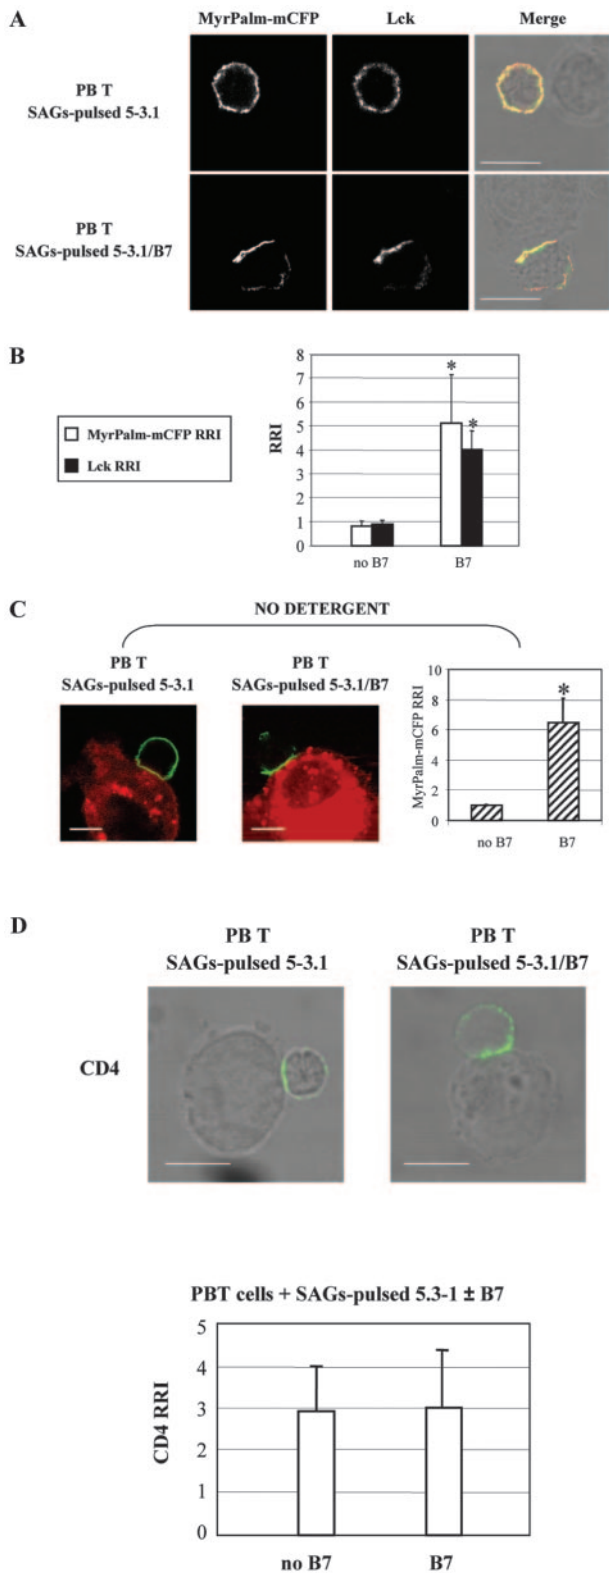 A
MyrPalm-mCFP Lck Merge
PB T
SAGs-pulsed 5-3.1
PB T
SAGs-pulsed 5-3.1/B7
B
8
7
6
5
4
3
2
1
0
RRI
* *
no B7 B7
MyrPalm-mCFP RRI
Lck RRI
C
NO DETERGENT
PB T
SAGs-pulsed 5-3.1
PB T
SAGs-pulsed 5-3.1/B7
MyrPalm-mCFP RRI
10
8
6
4
2
0
*
no B7 B7
D
PB T
SAGs-pulsed 5-3.1
PB T
SAGs-pulsed 5-3.1/B7
CD4
PBT cells + SAGs-pulsed 5.3-1 ± B7
CD4 RRI
5
4
3
2
1
0
no B7 B7